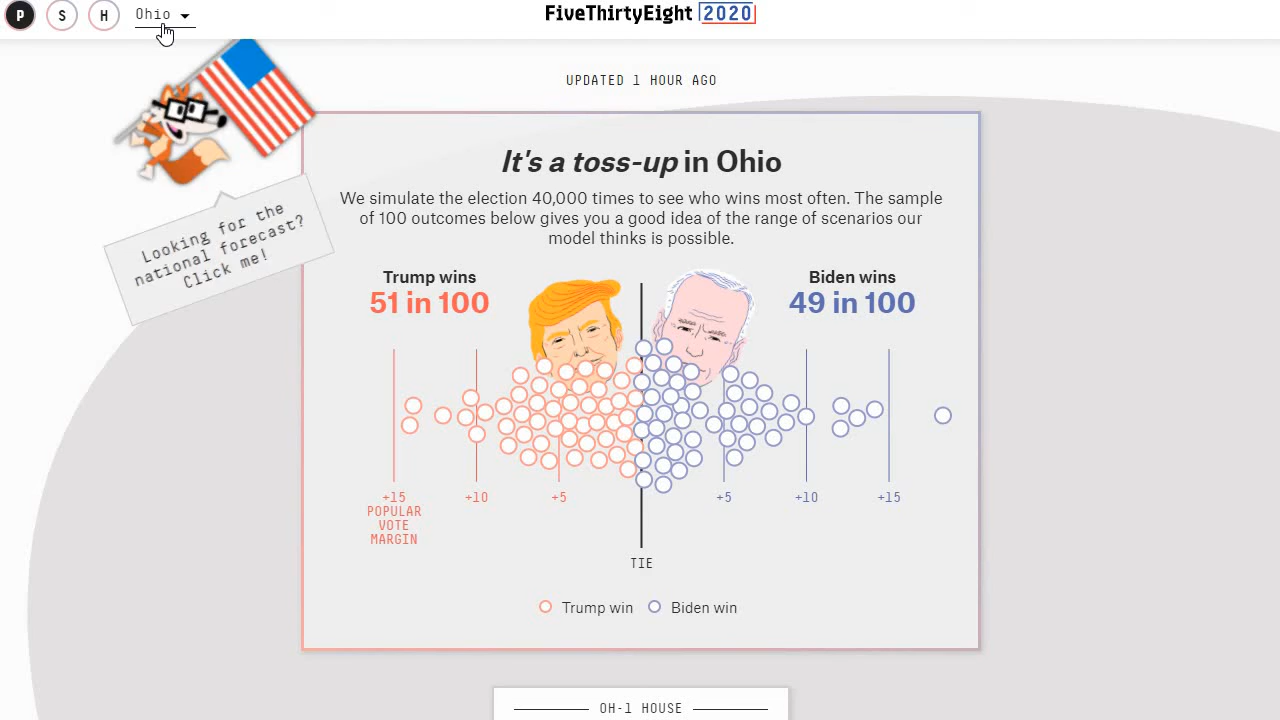 P S H Ohio
FiveThirtyEight 2020
UPDATED 1 HOUR AGO
Looking for the
national forecast?
Click me!
It's a toss-up in Ohio
We simulate the election 40,000 times to see who wins most often. The sample
of 100 outcomes below gives you a good idea of the range of scenarios our
model thinks is possible.
Trump wins
51 in 100
Biden wins
49 in 100
+15 +10 +5 +5 +10 +15
POPULAR
VOTE
MARGIN
TIE
Trump win Biden win
OH-1 HOUSE